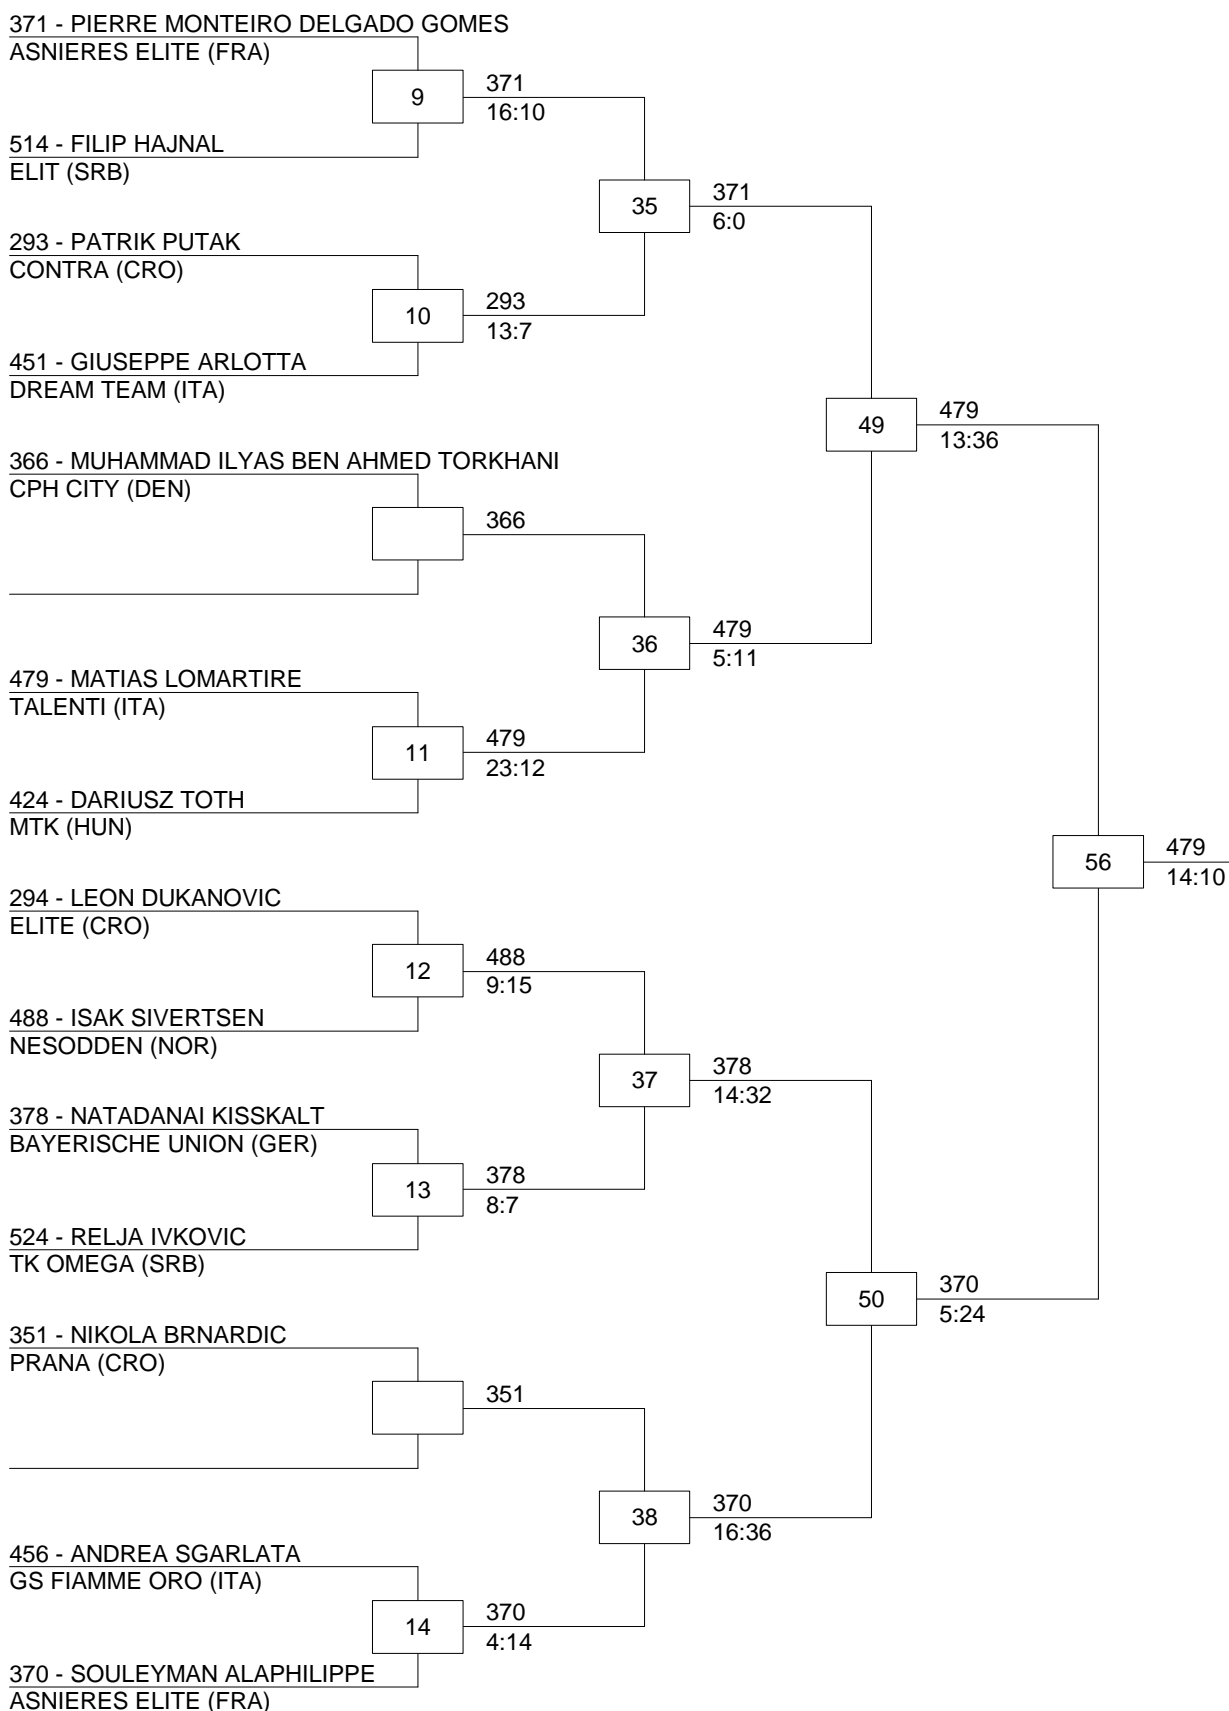 371 - PIERRE MONTEIRO DELGADO GOMES
ASNIERES ELITE (FRA)
9
371
16:10
514 - FILIP HAJNAL
ELIT (SRB)
35
371
6:0
293 - PATRIK PUTAK
CONTRA (CRO)
10
293
13:7
451 - GIUSEPPE ARLOTTA
DREAM TEAM (ITA)
49
479
13:36
366 - MUHAMMAD ILYAS BEN AHMED TORKHANI
CPH CITY (DEN)
366
36
479
5:11
479 - MATIAS LOMARTIRE
TALENTI (ITA)
11
479
23:12
424 - DARIUSZ TOTH
MTK (HUN)
56
479
14:10
294 - LEON DUKANOVIC
ELITE (CRO)
12
488
9:15
488 - ISAK SIVERTSEN
NESODDEN (NOR)
37
378
14:32
378 - NATADANAI KISSKALT
BAYERISCHE UNION (GER)
13
378
8:7
524 - RELJA IVKOVIC
TK OMEGA (SRB)
50
370
5:24
351 - NIKOLA BRNARDIC
PRANA (CRO)
351
38
370
16:36
456 - ANDREA SGARLATA
GS FIAMME ORO (ITA)
14
370
4:14
370 - SOULEYMAN ALAPHILIPPE
ASNIERES ELITE (FRA)